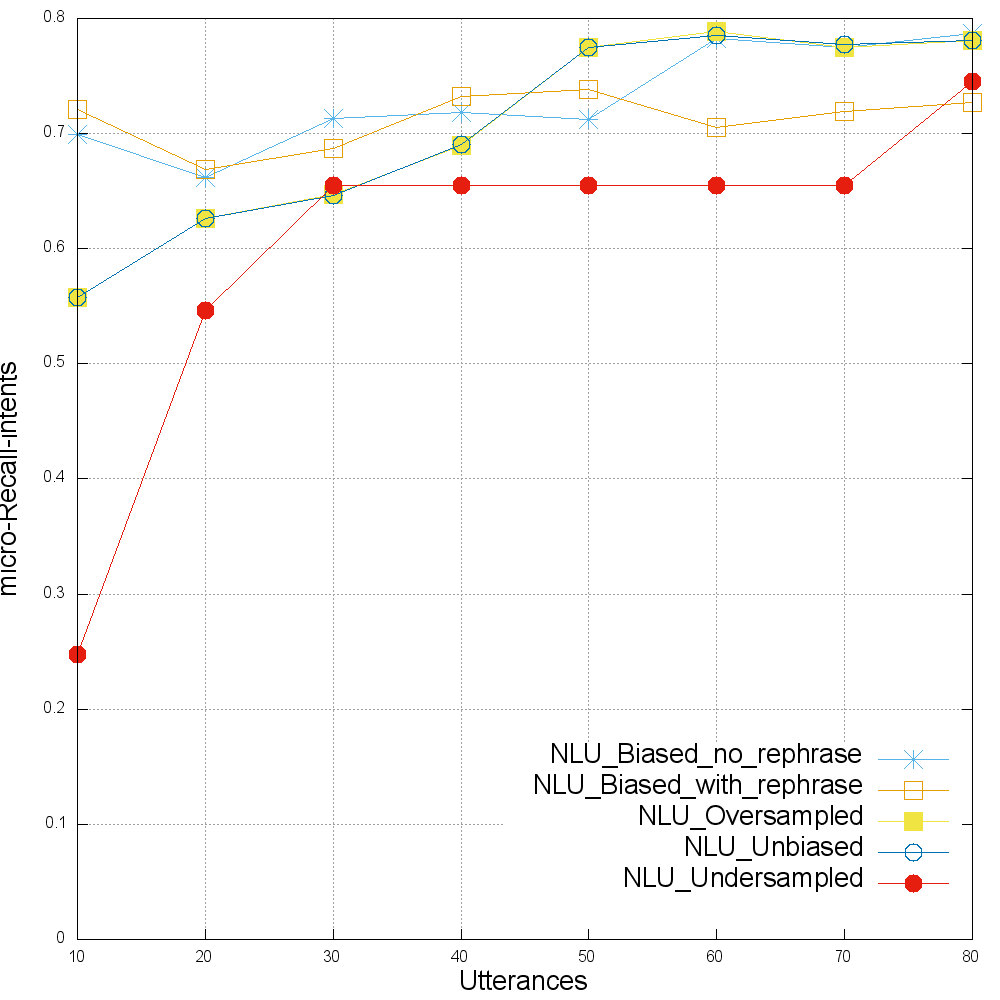 0.8
0.7
0.6
0.5
0.4
0.3
0.2
0.1
0
micro-Recall-intents
NLU_Biased_no_rephrase
NLU_Biased_with_rephrase
NLU_Oversampled
NLU_Unbiased
NLU_Undersampled
10 20 30 40 50 60 70 80
Utterances